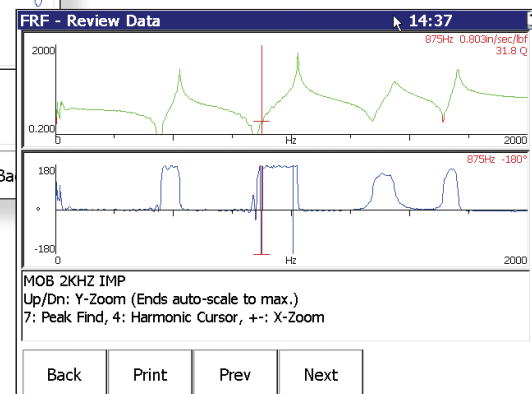 FRF - Review Data 14:37
875Hz 0.803in/sec/lbf
31.8 Q
2000
0.200
0 Hz 2000
875Hz -180°
180
°
-180
0 Hz 2000
MOB 2KHZ IMP
Up/Dn: Y-Zoom (Ends auto-scale to max.)
7: Peak Find, 4: Harmonic Cursor, +-: X-Zoom
Back Print Prev Next